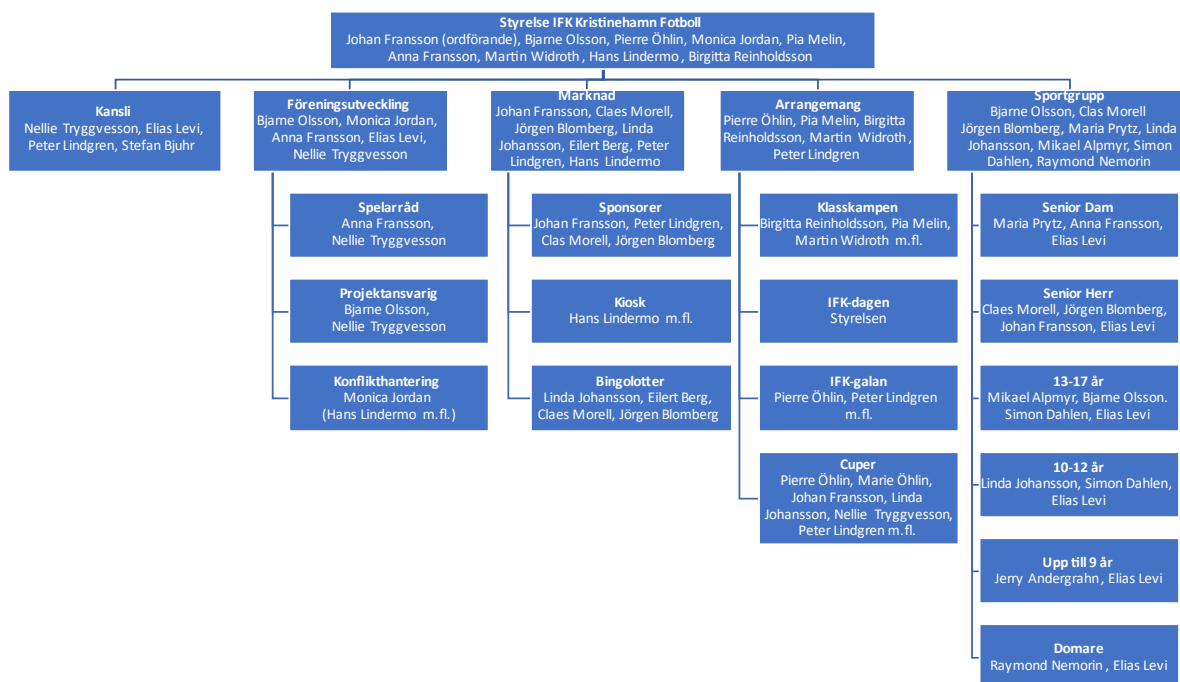 Styrelse IFK Kristinehamn Fotboll
Johan Fransson (ordförande), Bjarne Olsson, Pierre Öhlin, Monica Jordan, Pia Melin,
Anna Fransson, Martin Widroth, Hans Lindermo, Birgitta Reinholdsson
Kansli
Nellie Tryggvesson, Elias Levi,
Peter Lindgren, Stefan Bjuhr
Föreningsutveckling
Bjarne Olsson, Monica Jordan,
Anna Fransson, Elias Levi,
Nellie Tryggvesson
Spelarråd
Anna Fransson,
Nellie Tryggvesson
Projektansvarig
Bjarne Olsson,
Nellie Tryggvesson
Konflikthantering
Monica Jordan
(Hans Lindermo m.fl.)
Marknad
Johan Fransson, Claes Morell,
Jörgen Blomberg, Linda
Johansson, Eilert Berg, Peter
Lindgren, Hans Lindermo
Sponsorer
Johan Fransson, Peter Lindgren,
Clas Morell, Jörgen Blomberg
Kiosk
Hans Lindermo m.fl.
Bingolotter
Linda Johansson, Eilert Berg,
Claes Morell, Jörgen Blomberg
Arrangemang
Pierre Öhlin, Pia Melin, Birgitta
Reinholdsson, Martin Widroth,
Peter Lindgren
Klasskampen
Birgitta Reinholdsson, Pia Melin,
Martin Widroth m.fl.
IFK-dagen
Styrelsen
IFK-galan
Pierre Öhlin, Peter Lindgren
m.fl.
Cuper
Pierre Öhlin, Marie Öhlin,
Johan Fransson, Linda
Johansson, Nellie Tryggvesson,
Peter Lindgren m.fl.
Sportgrupp
Bjarne Olsson, Clas Morell
Jörgen Blomberg, Maria Prytz, Linda
Johansson, Mikael Alpmyr, Simon
Dahlen, Raymond Nemorin
Senior Dam
Maria Prytz, Anna Fransson,
Elias Levi
Senior Herr
Claes Morell, Jörgen Blomberg,
Johan Fransson, Elias Levi
13-17 år
Mikael Alpmyr, Bjarne Olsson.
Simon Dahlen, Elias Levi
10-12 år
Linda Johansson, Simon Dahlen,
Elias Levi
Upp till 9 år
Jerry Andergrahn, Elias Levi
Domare
Raymond Nemorin, Elias Levi